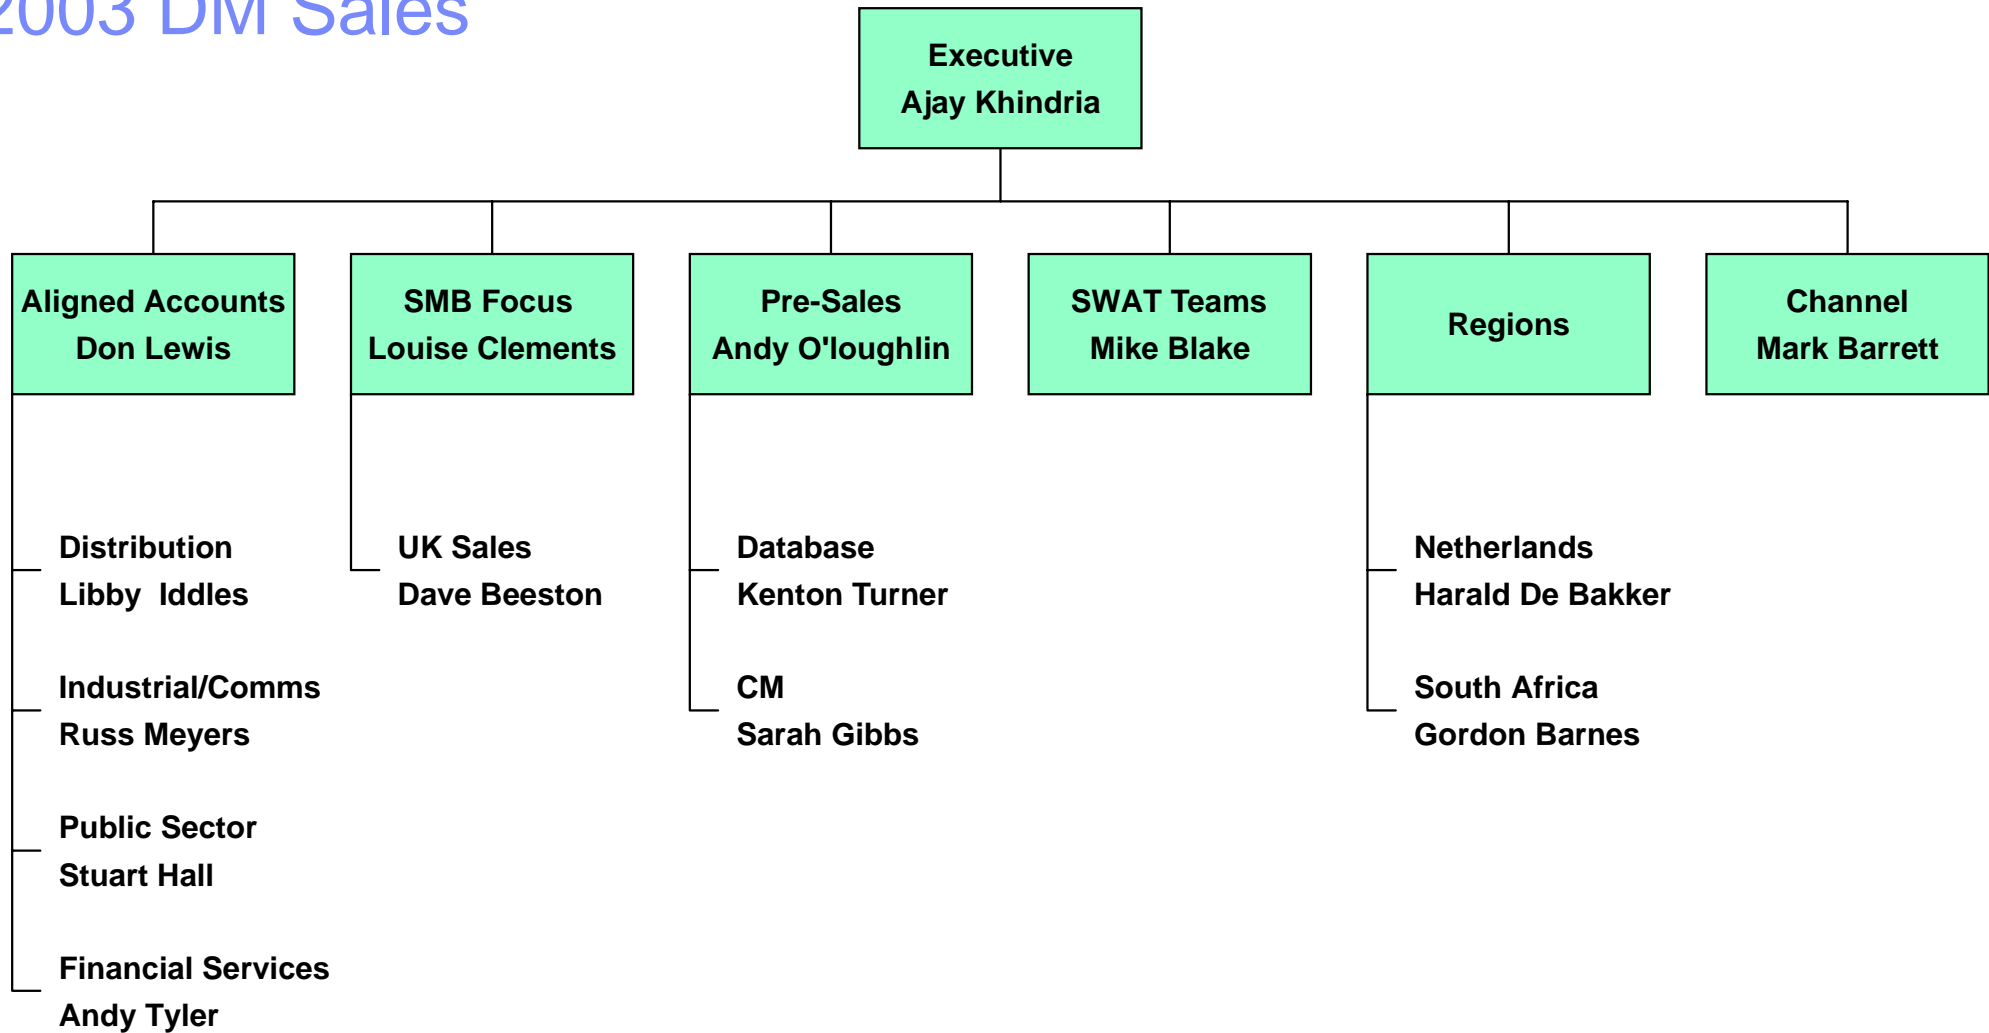 2003 DM Sales
Executive
Ajay Khindria
Aligned Accounts
Don Lewis
SMB Focus
Louise Clements
Pre-Sales
Andy O'loughlin
SWAT Teams
Mike Blake
Regions
Channel
Mark Barrett
Distribution
Libby  Iddles
Industrial/Comms
Russ Meyers
Public Sector
Stuart Hall
Financial Services
Andy Tyler
UK Sales
Dave Beeston
Database
Kenton Turner
CM
Sarah Gibbs
Netherlands
Harald De Bakker
South Africa
Gordon Barnes